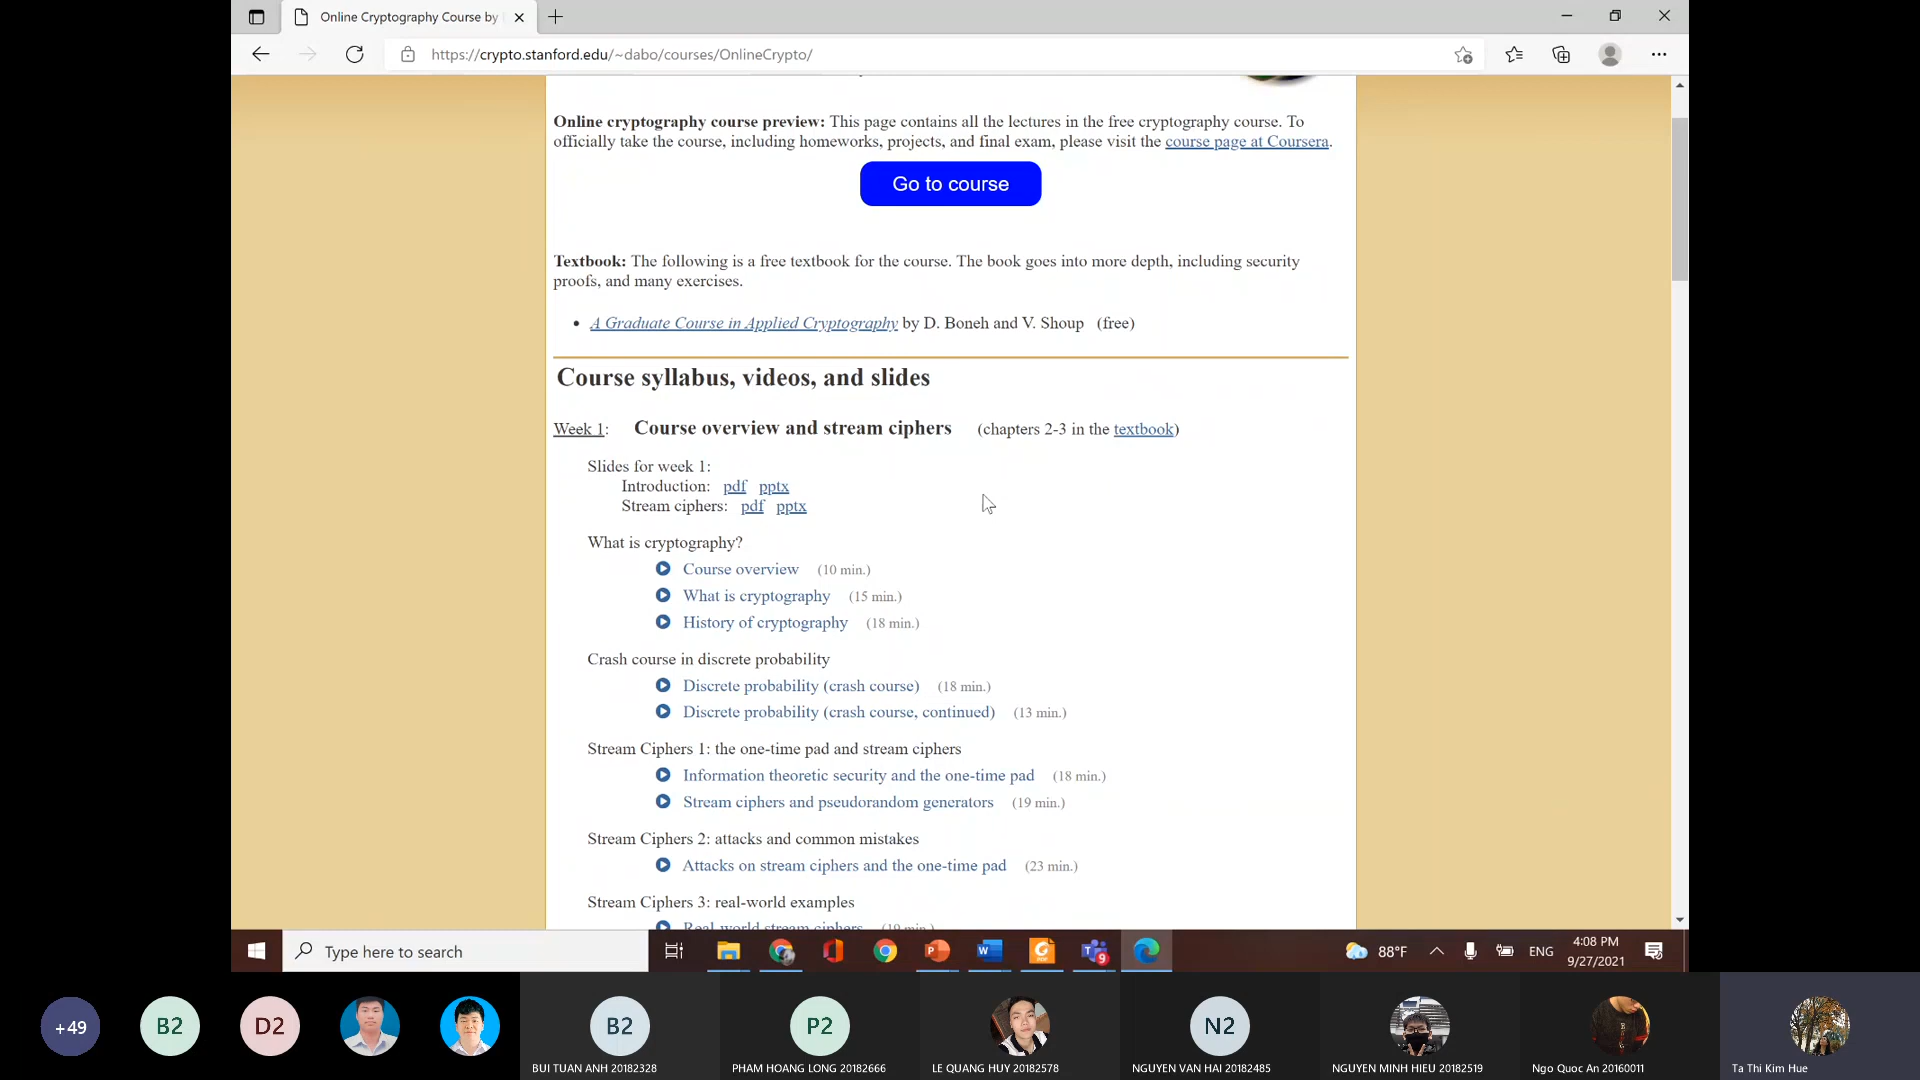 Online Cryptography Course by
https://crypto.stanford.edu/~dabo/courses/OnlineCrypto/
Online cryptography course preview: This page contains all the lectures in the free cryptography course. To
officially take the course, including homeworks, projects, and final exam, please visit the course page at Coursera.
Go to course
Textbook: The following is a free textbook for the course. The book goes into more depth, including security
proofs, and many exercises.
• A Graduate Course in Applied Cryptography by D. Boneh and V. Shoup (free)
Course syllabus, videos, and slides
Week 1: Course overview and stream ciphers (chapters 2-3 in the textbook)
Slides for week 1:
Introduction: pdf pptx
Stream ciphers: pdf pptx
What is cryptography?
Course overview (10 min.)
What is cryptography (15 min.)
History of cryptography (18 min.)
Crash course in discrete probability
Discrete probability (crash course) (18 min.)
Discrete probability (crash course, continued) (13 min.)
Stream Ciphers 1: the one-time pad and stream ciphers
Information theoretic security and the one-time pad (18 min.)
Stream ciphers and pseudorandom generators (19 min.)
Stream Ciphers 2: attacks and common mistakes
Attacks on stream ciphers and the one-time pad (23 min.)
Stream Ciphers 3: real-world examples
Real-world stream ciphers (19 min.)
Type here to search
88°F
ENG
4:08 PM
9/27/2021
9
+49
B2
D2
B2
P2
N2
BUI TUAN ANH 20182328
PHAM HOANG LONG 20182666
LE QUANG HUY 20182578
NGUYEN VAN HAI 20182485
NGUYEN MINH HIEU 20182519
Ngo Quoc An 20160011
Ta Thi Kim Hue